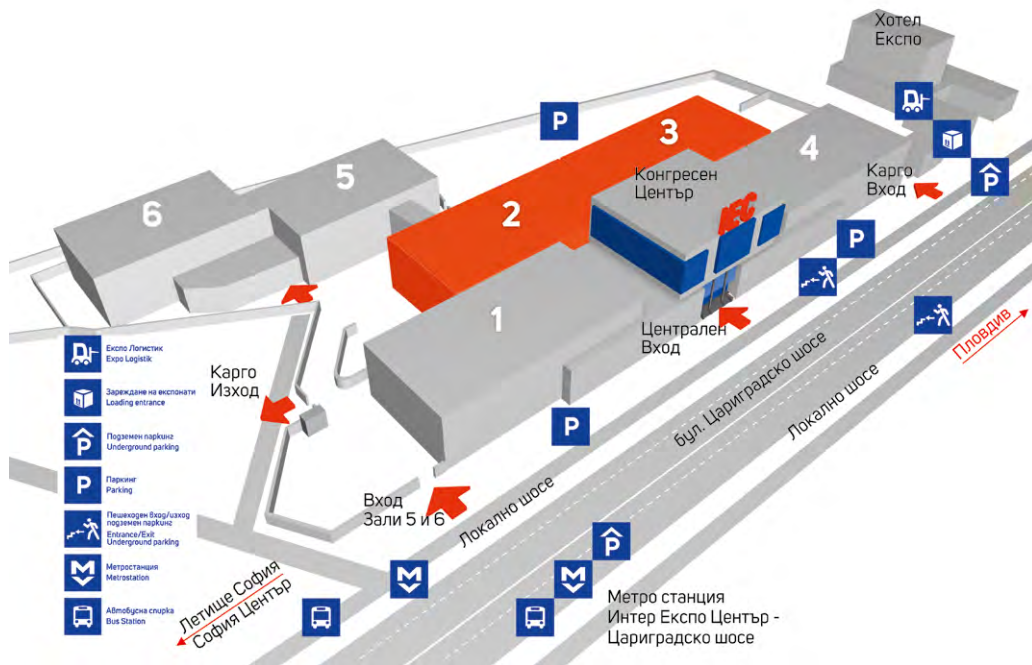 Хотел
Експо
3
4
5
6
2
1
P
Конгресен
Център
IEC
Карго
Вход
P
P
Централен
Вход
Пловдив
Карго
Изход
бул. Цариградско шосе
Локално шосе
P
Вход
Зали 5 и 6
Локално шосе
Летище София
София Център
M
P
M
Метро станция
Интер Експо Център -
Цариградско шосе
Експо Логистик
Expo Logistik
Зареждане на експонати
Loading entrance
P
Подземен паркинг
Underground parking
P
Паркинг
Parking
Пешеходен вход/изход
подземен паркинг
Entrance/Exit
Underground parking
M
Метростанция
Metrostation
Автобусна спирка
Bus Station